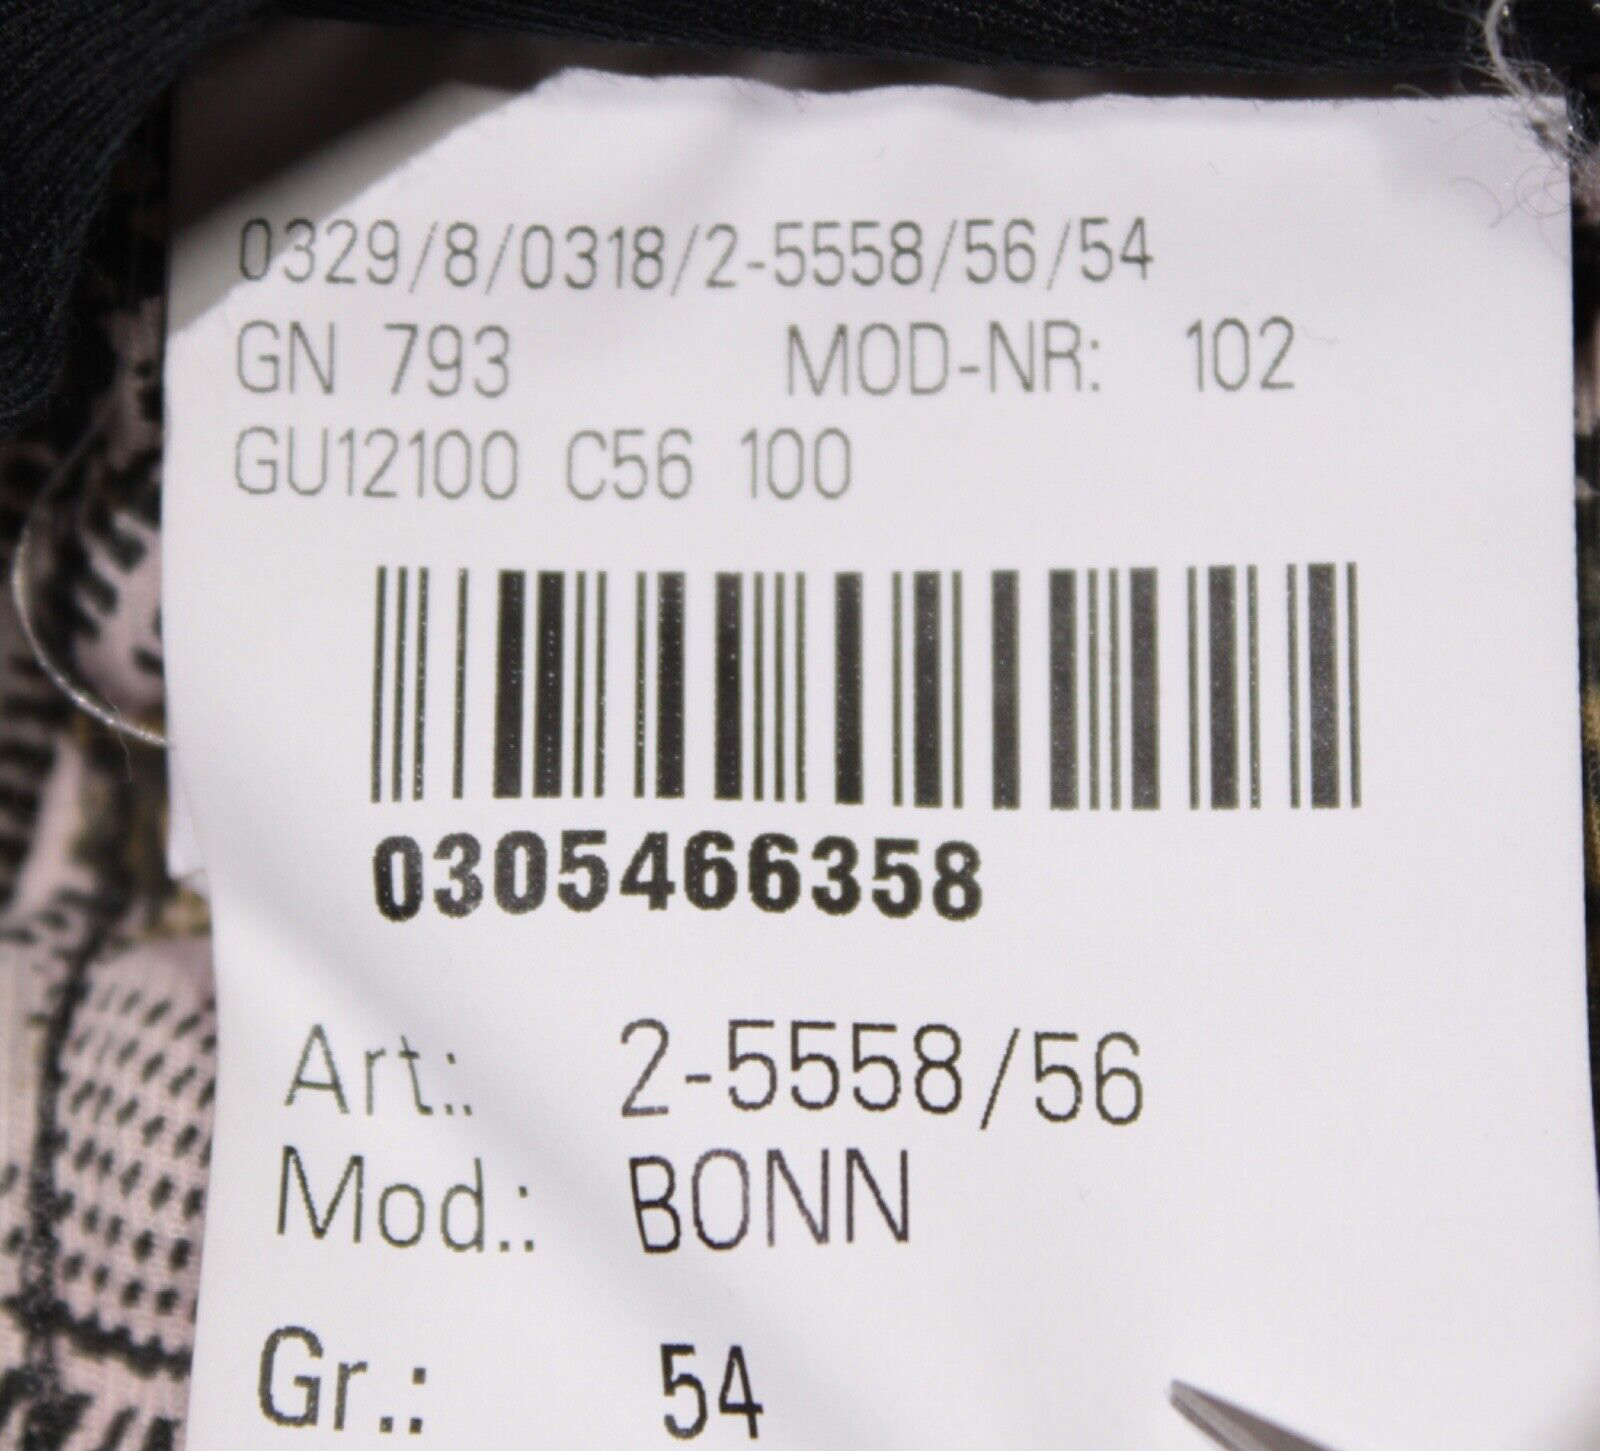 0329/8/0318/2-5558/56/54
GN 793 MOD-NR: 102
GU12100 C56 100
0305466358
Art.: 2-5558/56
Mod.: BONN
Gr.: 54